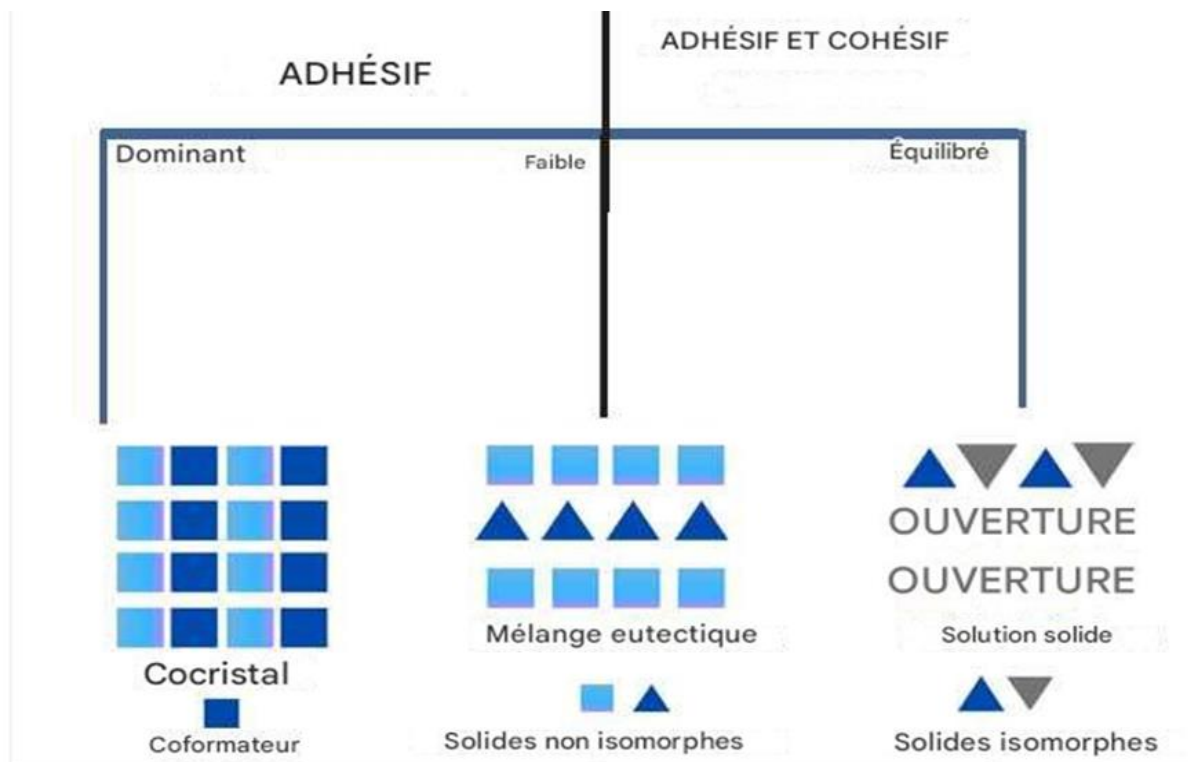 ADHÉSIF
ADHÉSIF ET COHÉSIF
Dominant
Faible
Équilibré
OUVERTURE
OUVERTURE
Cocristal
Mélange eutectique
Solution solide
Coformateur
Solides non isomorphes
Solides isomorphes